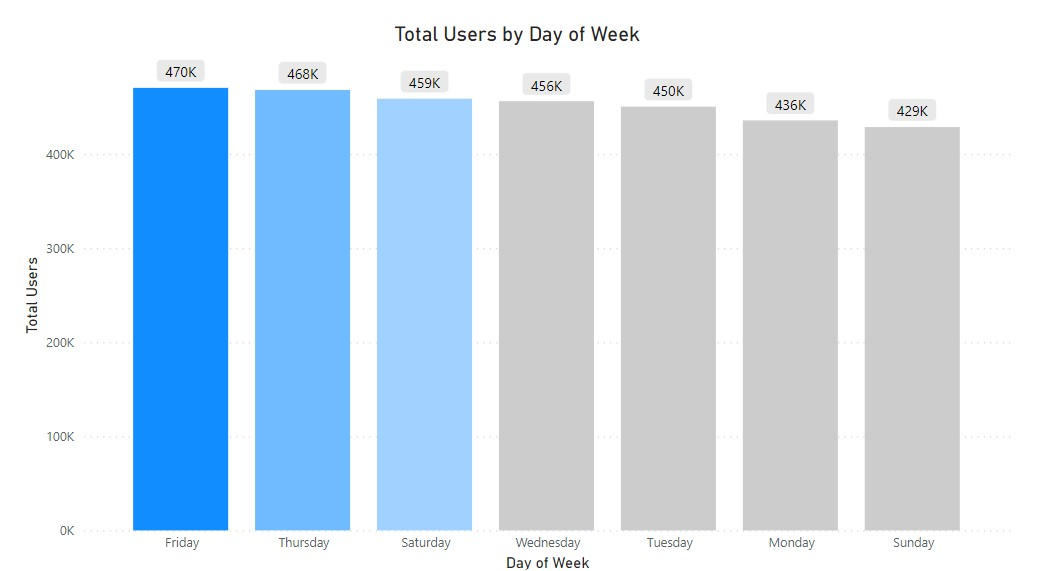 Total Users by Day of Week
470K
468K
459K
456K
450K
436K
429K
400K
300K
200K
100K
0K
Total Users
Friday
Thursday
Saturday
Wednesday
Tuesday
Monday
Sunday
Day of Week